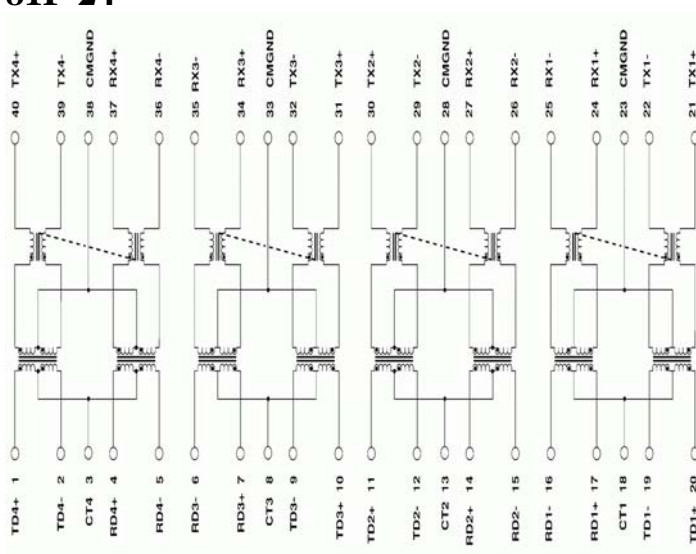 40 TX4+
39 TX4-
38 CMGND
37 RX4+
36 RX4-
35 RX3-
34 RX3+
33 CMGND
32 TX3-
31 TX3+
30 TX2+
29 TX2-
28 CMGND
27 RX2+
26 RX2-
25 RX1-
24 RX1+
23 CMGND
22 TX1-
21 TX1+
TD4+ 1
TD4- 2
CT4 3
RD4+ 4
RD4- 5
RD3- 6
RD3+ 7
CT3 8
TD3- 9
TD3+ 10
TD2+ 11
TD2- 12
CT2 13
RD2+ 14
RD2- 15
RD1- 16
RD1+ 17
CT1 18
TD1- 19
TD1+ 20